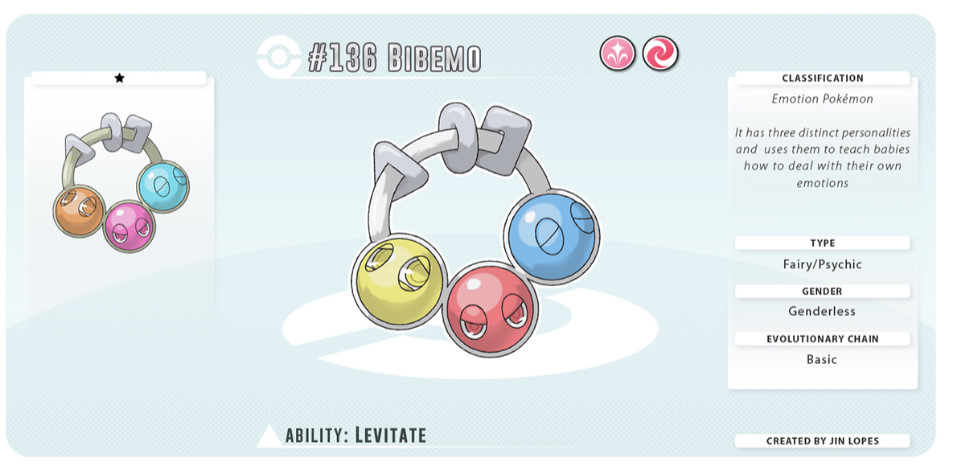 #136 Bibemo
★
CLASSIFICATION
Emotion Pokémon
It has three distinct personalities
and uses them to teach babies
how to deal with their own
emotions
TYPE
Fairy/Psychic
GENDER
Genderless
EVOLUTIONARY CHAIN
Basic
ABILITY: LEVITATE
CREATED BY JIN LOPES